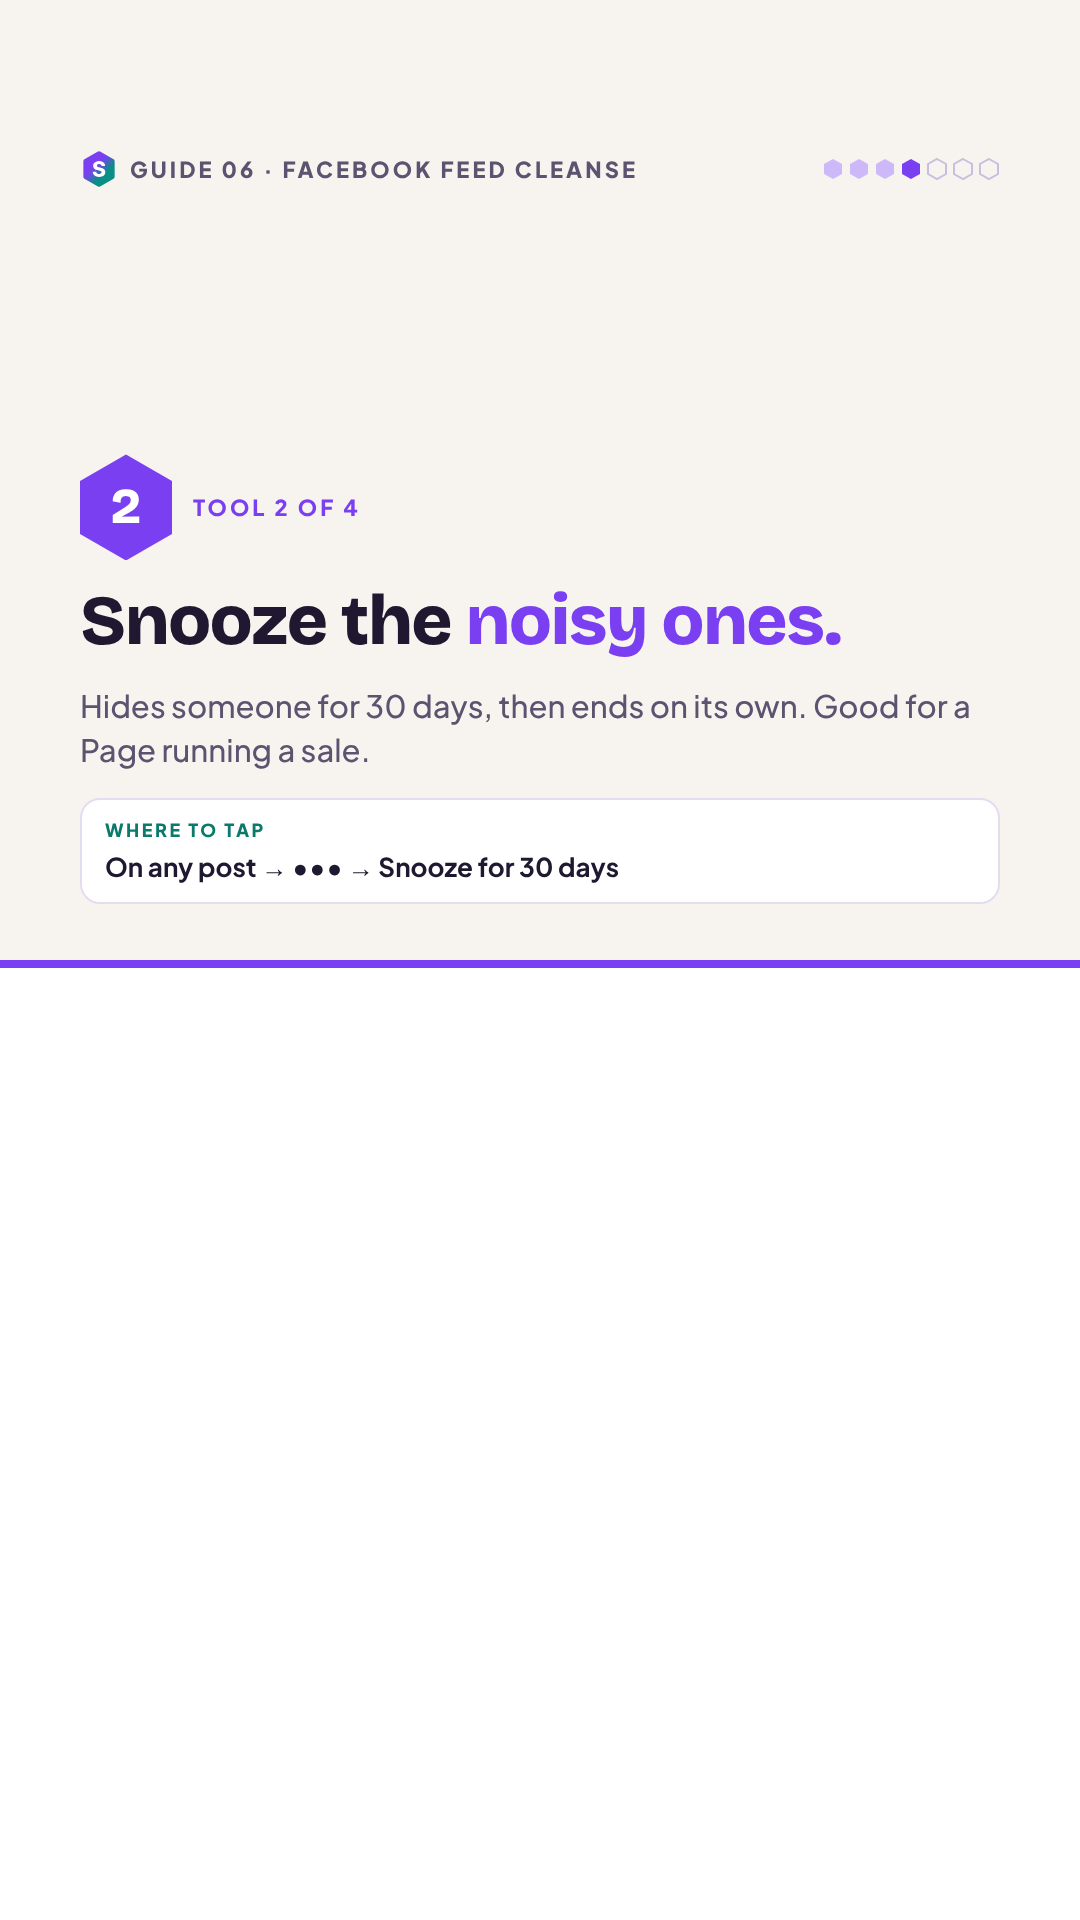 S GUIDE 06 · FACEBOOK FEED CLEANSE
2 TOOL 2 OF 4
Snooze the noisy ones.
Hides someone for 30 days, then ends on its own. Good for a
Page running a sale.
WHERE TO TAP
On any post → ●●● → Snooze for 30 days